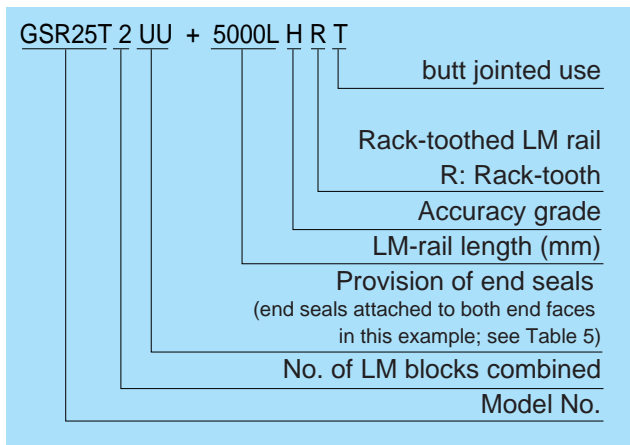 GSR25T 2 UU + 5000L H R T
butt jointed use
Rack-toothed LM rail
R: Rack-tooth
Accuracy grade
LM-rail length (mm)
Provision of end seals
(end seals attached to both end faces
in this example; see Table 5)
No. of LM blocks combined
Model No.